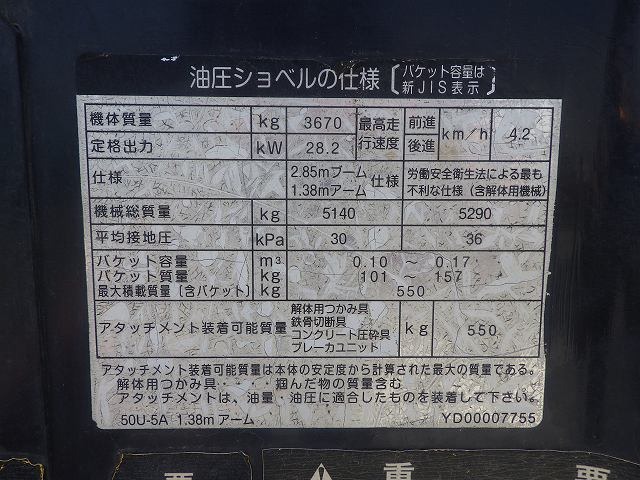 油圧ショベルの仕様〔バケット容量は新JIS表示〕
機体質量 kg 3670 最高走行速度 前進 後進 km/h 4.2
定格出力 kW 28.2
仕様 2.85mブーム 1.38mアーム 仕様 労働安全衛生法による最も不利な仕様（含解体用機械）
機械総質量 kg 5140 5290
平均接地圧 kPa 30 36
バケット容量 m³ 0.10 ～ 0.17
バケット質量 kg 101 ～ 157
最大積載質量（含バケット） kg 550
アタッチメント装着可能質量 解体用つかみ具 鉄骨切断具 コンクリート圧砕具 ブレーカユニット kg 550
アタッチメント装着可能質量は本体の安定度から計算された最大の質量である。
解体用つかみ具・・・・掴んだ物の質量含む
アタッチメントは、油量・油圧に適合したものを装着して下さい。
50U-5A 1.38mアーム YD00007755
要 重 要